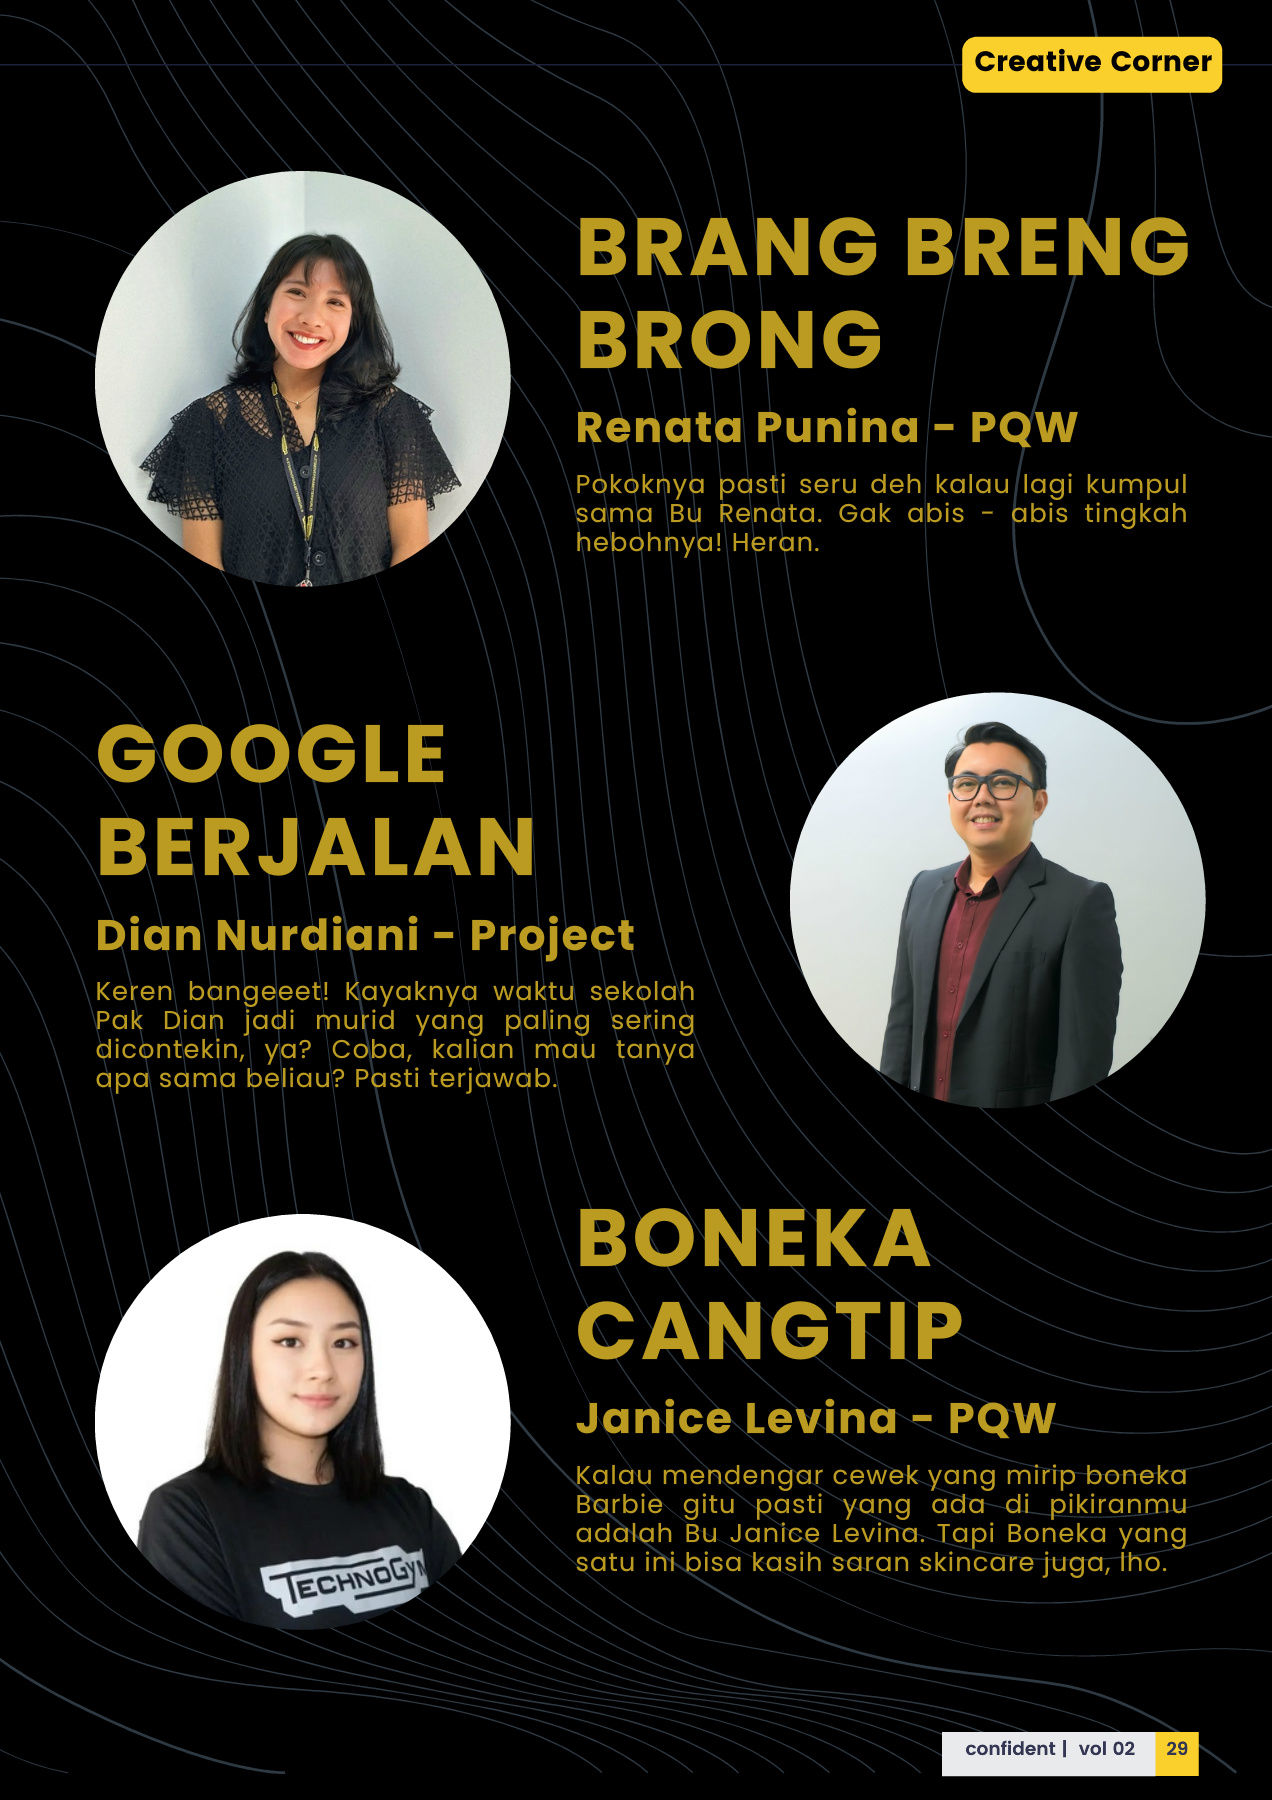 Creative Corner
BRANG BRENG
BRONG
Renata Punina - PQW
Pokoknya pasti seru deh kalau lagi kumpul
sama Bu Renata. Gak abis - abis tingkah
hebohnya! Heran.
GOOGLE
BERJALAN
Dian Nurdiani - Project
Keren bangeeet! Kayaknya waktu sekolah
Pak Dian jadi murid yang paling sering
dicontekin, ya? Coba, kalian mau tanya
apa sama beliau? Pasti terjawab.
BONEKA
CANGTIP
Janice Levina - PQW
Kalau mendengar cewek yang mirip boneka
Barbie gitu pasti yang ada di pikiranmu
adalah Bu Janice Levina. Tapi Boneka yang
satu ini bisa kasih saran skincare juga, lho.
TECHNOGYM
confident | vol 02 29